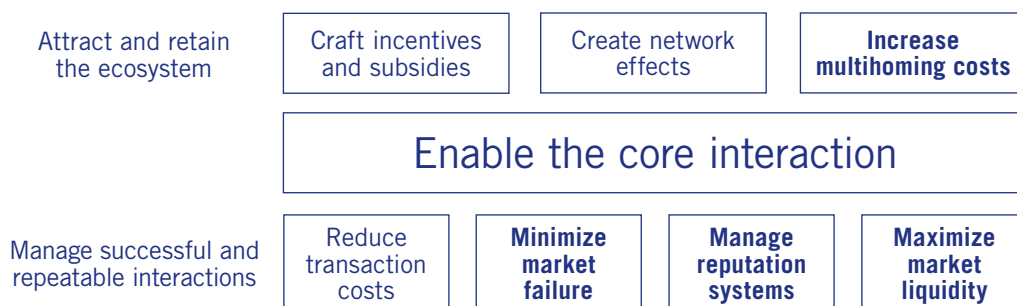 Attract and retain
the ecosystem
Craft incentives
and subsidies
Create network
effects
Increase
multihoming costs
Enable the core interaction
Manage successful and
repeatable interactions
Reduce
transaction
costs
Minimize
market
failure
Manage
reputation
systems
Maximize
market
liquidity